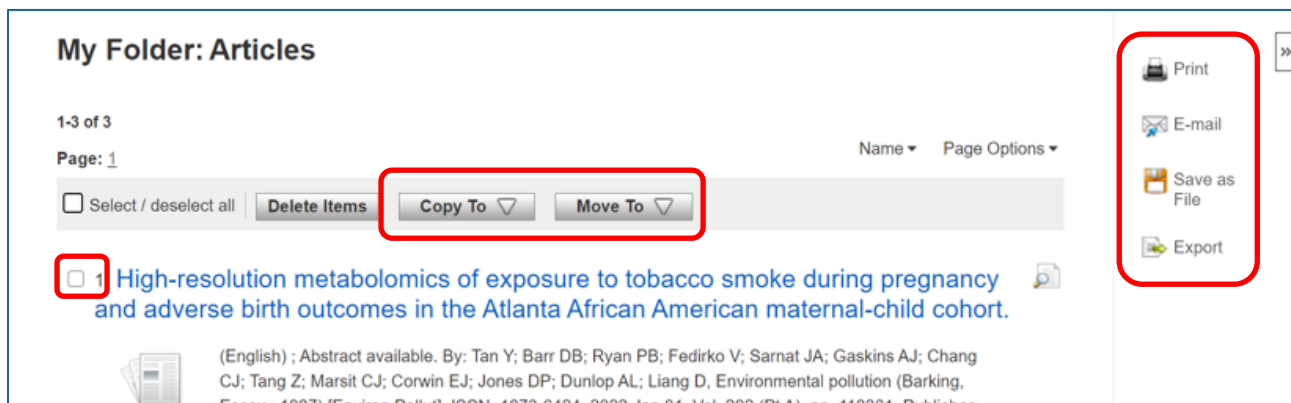 My Folder: Articles
1-3 of 3
Page: 1
Name
Page Options
Select / deselect all
Delete Items
Copy To
Move To
1. High-resolution metabolomics of exposure to tobacco smoke during pregnancy
and adverse birth outcomes in the Atlanta African American maternal-child cohort.
(English) ; Abstract available. By: Tan Y; Barr DB; Ryan PB; Fedirko V; Sarnat JA; Gaskins AJ; Chang
CJ; Tang Z; Marsit CJ; Corwin EJ; Jones DP; Dunlop AL; Liang D, Environmental pollution (Barking,
Print
E-mail
Save as
File
Export
»